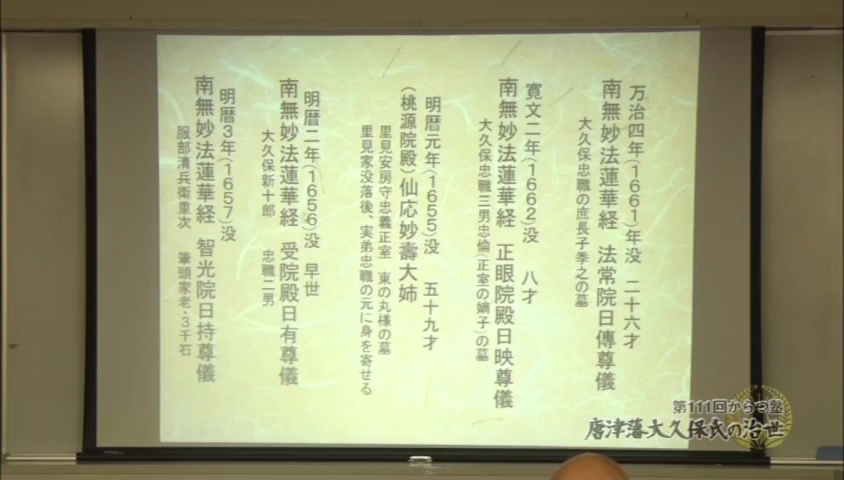 万治四年(1661)年没　二十六才
南無妙法蓮華経　法常院日傳尊儀
大久保忠職の庶長子季之の墓
寛文二年(1662)没　八才
南無妙法蓮華経　正眼院殿日映尊儀
大久保忠職三男忠倫(正室の嫡子)の墓
明暦元年(1655)没　五十九才
(桃源院殿)仙応妙壽大姉
里見安房守忠義正室　東の丸様の墓
里見家没落後、実弟忠職の元に身を寄せる
明暦二年(1656)没　早世
南無妙法蓮華経　受院殿日有尊儀
大久保新十郎　忠職二男
明暦3年(1657)没
南無妙法蓮華経　智光院日持尊儀
服部清兵衛重次　筆頭家老・3千石
第111回からつ塾
唐津藩大久保氏の治世